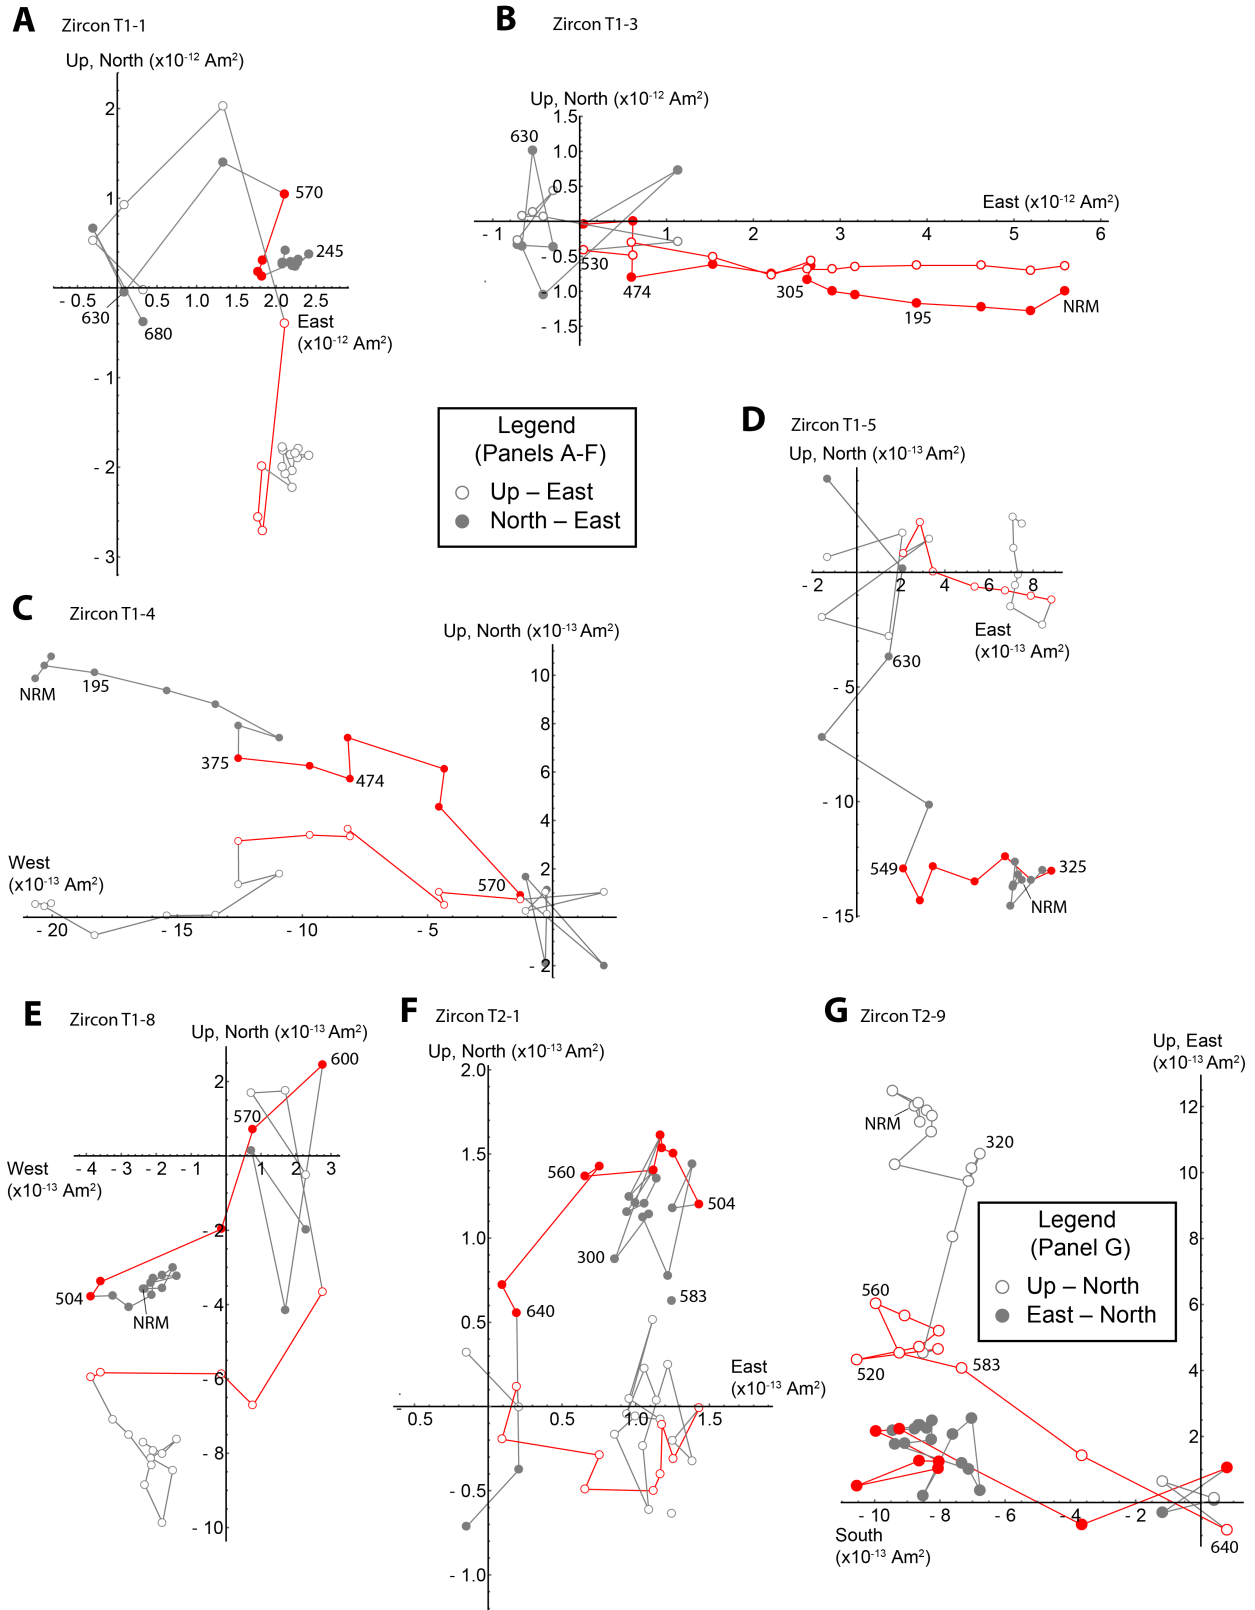 A Zircon T1-1
Up, North (x10⁻¹² Am²)
2
1
- 0.5 0.5 1.0 1.5 2.0 2.5
- 1
- 2
- 3
570
245
630
680
East
(x10⁻¹² Am²)
B Zircon T1-3
Up, North (x10⁻¹² Am²)
1.5
1.0
0.5
- 0.5
- 1.0
- 1.5
630
East (x10⁻¹² Am²)
- 1 1 2 3 4 5 6
530
474
305
195
NRM
Legend
(Panels A-F)
Up – East
North – East
C Zircon T1-4
Up, North (x10⁻¹³ Am²)
10
8
6
4
2
- 2
NRM
195
375
474
570
West
(x10⁻¹³ Am²)
- 20 - 15 - 10 - 5
D Zircon T1-5
Up, North (x10⁻¹³ Am²)
- 2 2 4 6 8
East
(x10⁻¹³ Am²)
630
- 5
- 10
- 15
549
325
NRM
E Zircon T1-8
Up, North (x10⁻¹³ Am²)
600
2
570
- 4 - 3 - 2 - 1 1 2 3
West
(x10⁻¹³ Am²)
- 2
- 4
- 6
- 8
- 10
504
NRM
F Zircon T2-1
Up, North (x10⁻¹³ Am²)
2.0
1.5
1.0
0.5
- 0.5
- 1.0
560
504
300
583
640
East
(x10⁻¹³ Am²)
0.5 0.5 1.0 1.5
G Zircon T2-9
Up, East
(x10⁻¹³ Am²)
12
10
8
6
4
2
NRM
320
Legend
(Panel G)
Up – North
East – North
560
520
583
- 10 - 8 - 6 - 4 - 2
South
(x10⁻¹³ Am²)
640